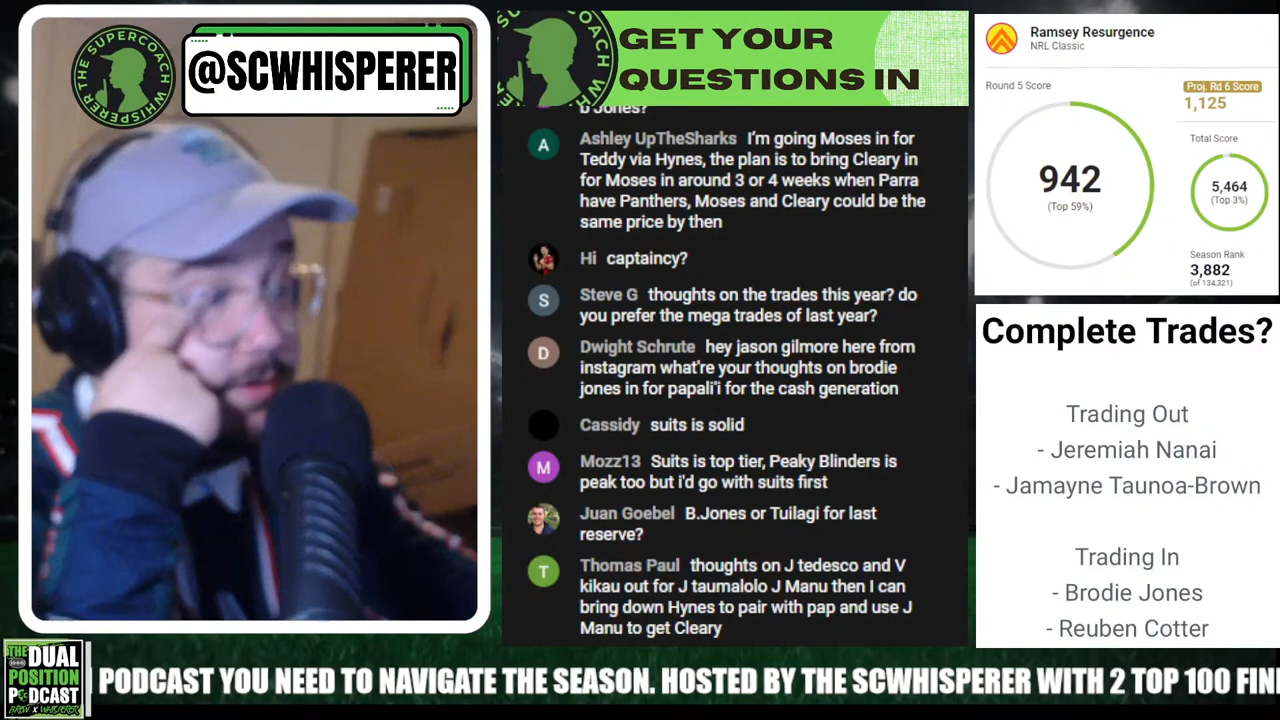 THE SUPERCOACH WHISPERER
@SCWHISPERER
COACH WH
GET YOUR
QUESTIONS IN
b Jones?
A Ashley UpTheSharks I'm going Moses in for
Teddy via Hynes, the plan is to bring Cleary in
for Moses in around 3 or 4 weeks when Parra
have Panthers, Moses and Cleary could be the
same price by then
Hi captaincy?
S Steve G thoughts on the trades this year? do
you prefer the mega trades of last year?
D Dwight Schrute hey jason gilmore here from
instagram what're your thoughts on brodie
jones in for papali'i for the cash generation
Cassidy suits is solid
M Mozz13 Suits is top tier, Peaky Blinders is
peak too but i'd go with suits first
Juan Goebel B.Jones or Tuilagi for last
reserve?
T Thomas Paul thoughts on J tedesco and V
kikau out for J taumalolo J Manu then I can
bring down Hynes to pair with pap and use J
Manu to get Cleary
Ramsey Resurgence
NRL Classic
Round 5 Score
942
(Top 59%)
Proj. Rd 6 Score
1,125
Total Score
5,464
(Top 3%)
Season Rank
3,882
(of 134,321)
Complete Trades?
Trading Out
- Jeremiah Nanai
- Jamayne Taunoa-Brown
Trading In
- Brodie Jones
- Reuben Cotter
THE DUAL
POSITION
PODCAST
BREW X WHISPERER
PODCAST YOU NEED TO NAVIGATE THE SEASON. HOSTED BY THE SCWHISPERER WITH 2 TOP 100 FIN